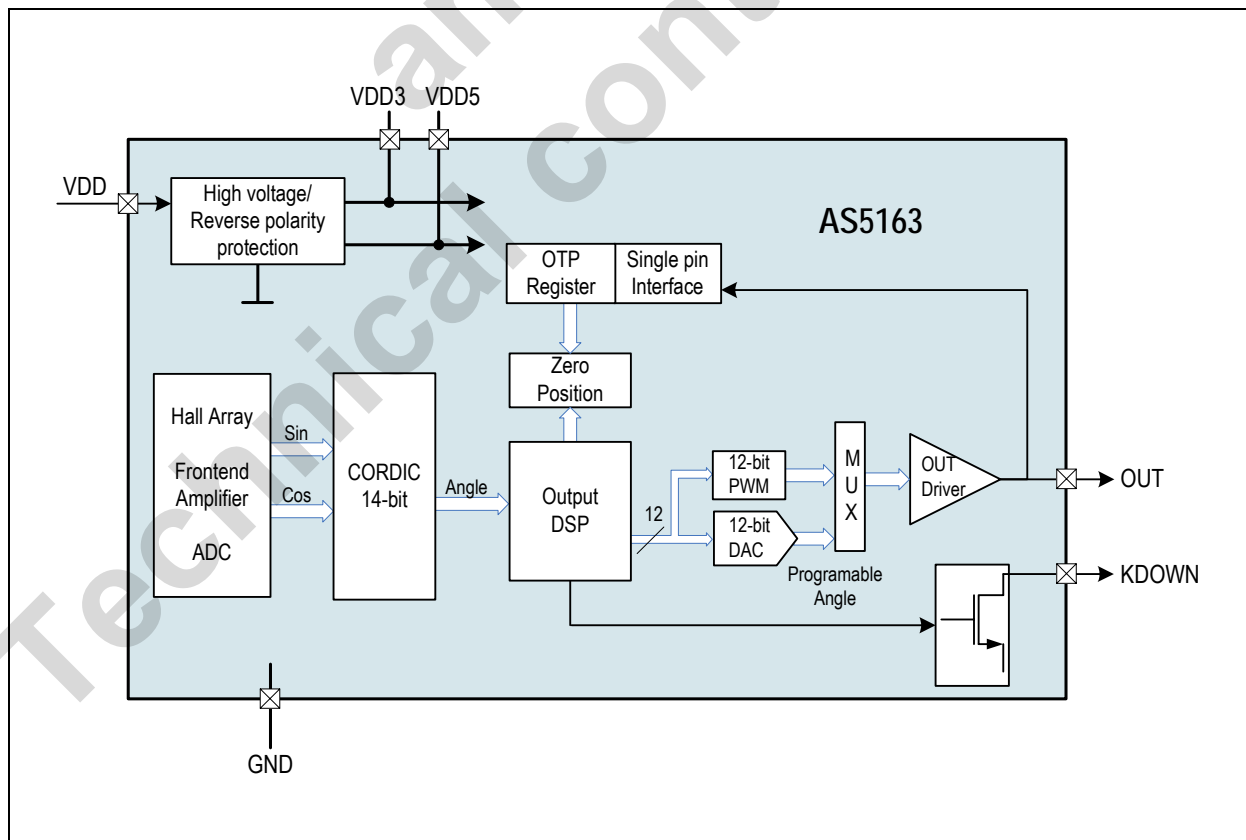 VDD3 VDD5
VDD
High voltage/
Reverse polarity
protection
AS5163
OTP
Register
Single pin
Interface
Zero
Position
Hall Array
Frontend
Amplifier
ADC
Sin
Cos
CORDIC
14-bit
Angle
Output
DSP
12
12-bit
PWM
12-bit
DAC
M
U
X
OUT
Driver
OUT
Programable
Angle
KDOWN
GND
Technical cont